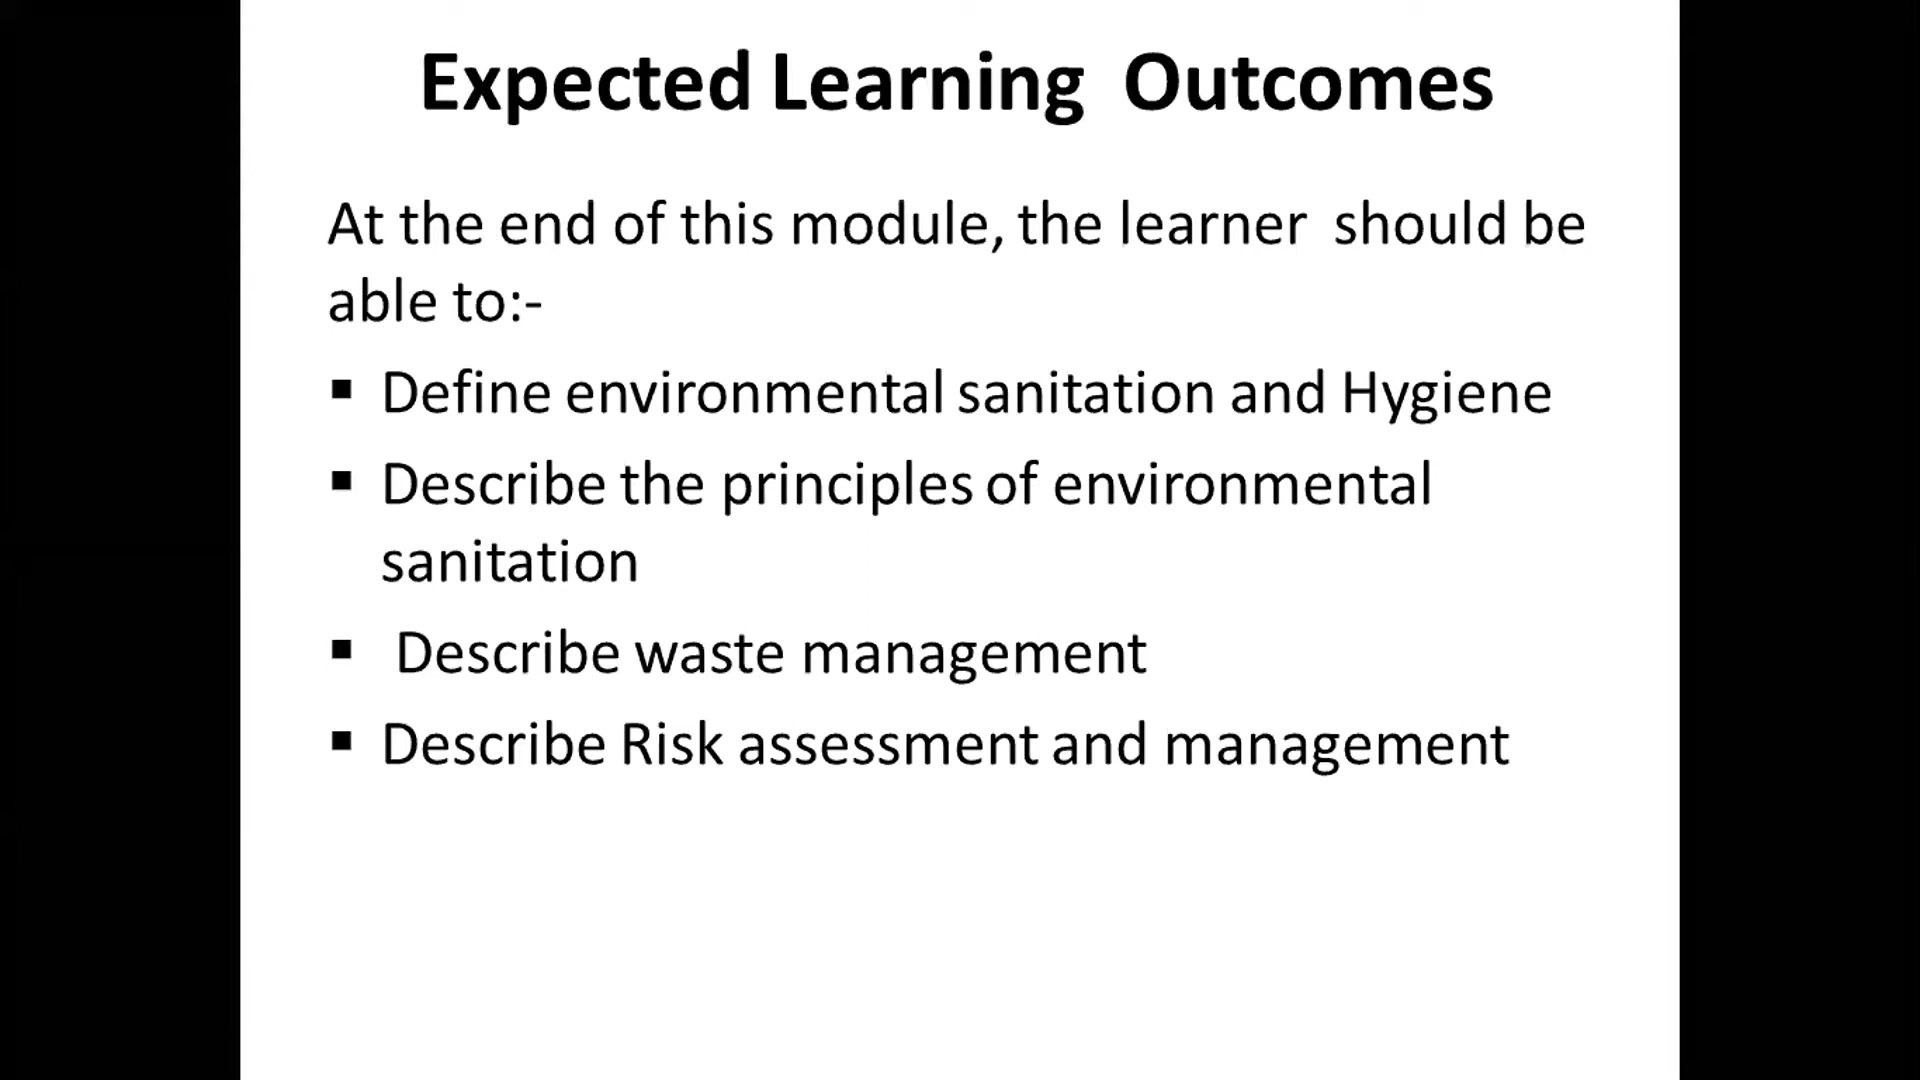 Expected Learning Outcomes
At the end of this module, the learner should be
able to:-
▪ Define environmental sanitation and Hygiene
▪ Describe the principles of environmental
sanitation
▪ Describe waste management
▪ Describe Risk assessment and management